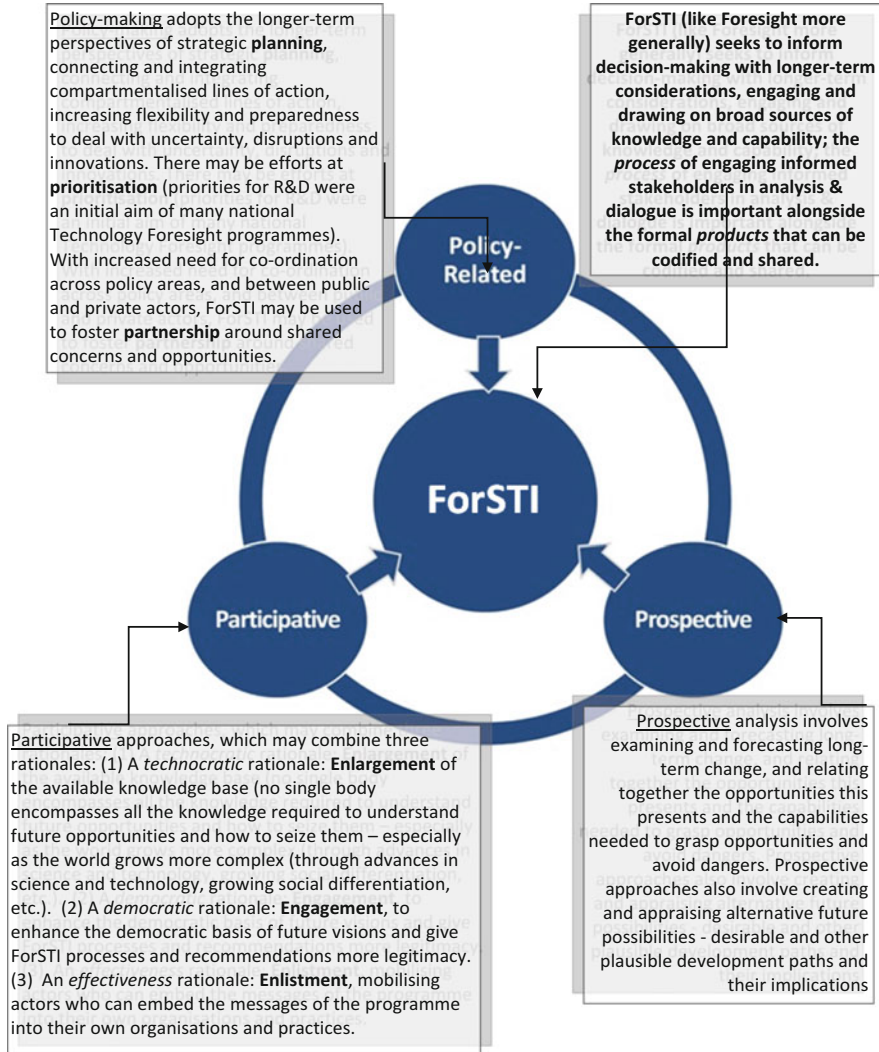 Policy-making adopts the longer-term
perspectives of strategic planning,
connecting and integrating
compartmentalised lines of action,
increasing flexibility and preparedness
to deal with uncertainty, disruptions and
innovations. There may be efforts at
prioritisation (priorities for R&D were
an initial aim of many national
Technology Foresight programmes).
With increased need for co-ordination
across policy areas, and between public
and private actors, ForSTI may be used
to foster partnership around shared
concerns and opportunities.
ForSTI (like Foresight more
generally) seeks to inform
decision-making with longer-term
considerations, engaging and
drawing on broad sources of
knowledge and capability; the
process of engaging informed
stakeholders in analysis &
dialogue is important alongside
the formal products that can be
codified and shared.
Policy-
Related
ForSTI
Participative
Prospective
Participative approaches, which may combine three
rationales: (1) A technocratic rationale: Enlargement of
the available knowledge base (no single body
encompasses all the knowledge required to understand
future opportunities and how to seize them – especially
as the world grows more complex (through advances in
science and technology, growing social differentiation,
etc.). (2) A democratic rationale: Engagement, to
enhance the democratic basis of future visions and give
ForSTI processes and recommendations more legitimacy.
(3) An effectiveness rationale: Enlistment, mobilising
actors who can embed the messages of the programme
into their own organisations and practices.
Prospective analysis involves
examining and forecasting long-
term change, and relating
together the opportunities this
presents and the capabilities
needed to grasp opportunities and
avoid dangers. Prospective
approaches also involve creating
and appraising alternative future
possibilities - desirable and other
plausible development paths and
their implications